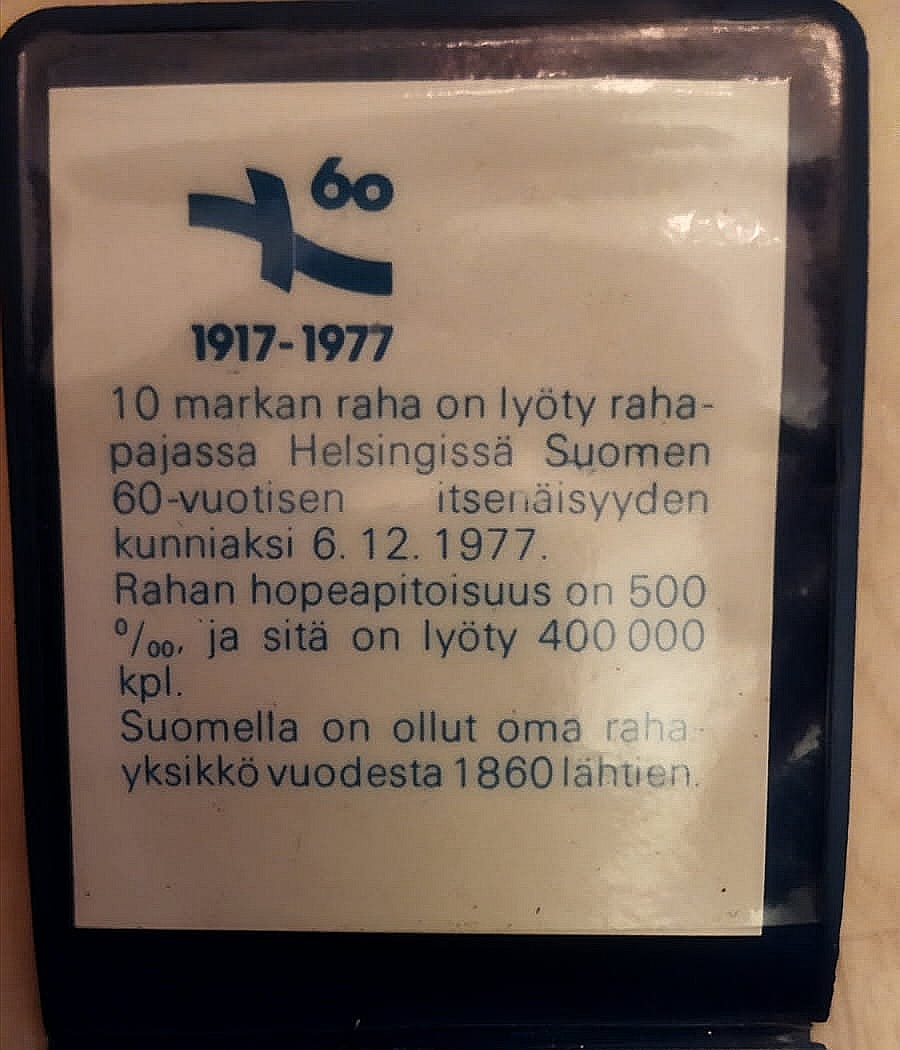 60
1917-1977
10 markan raha on lyöty raha-
pajassa Helsingissä Suomen
60-vuotisen itsenäisyyden
kunniaksi 6. 12. 1977.
Rahan hopeapitoisuus on 500
⁰/₀₀, ja sitä on lyöty 400 000
kpl.
Suomella on ollut oma raha-
yksikkö vuodesta 1860 lähtien.